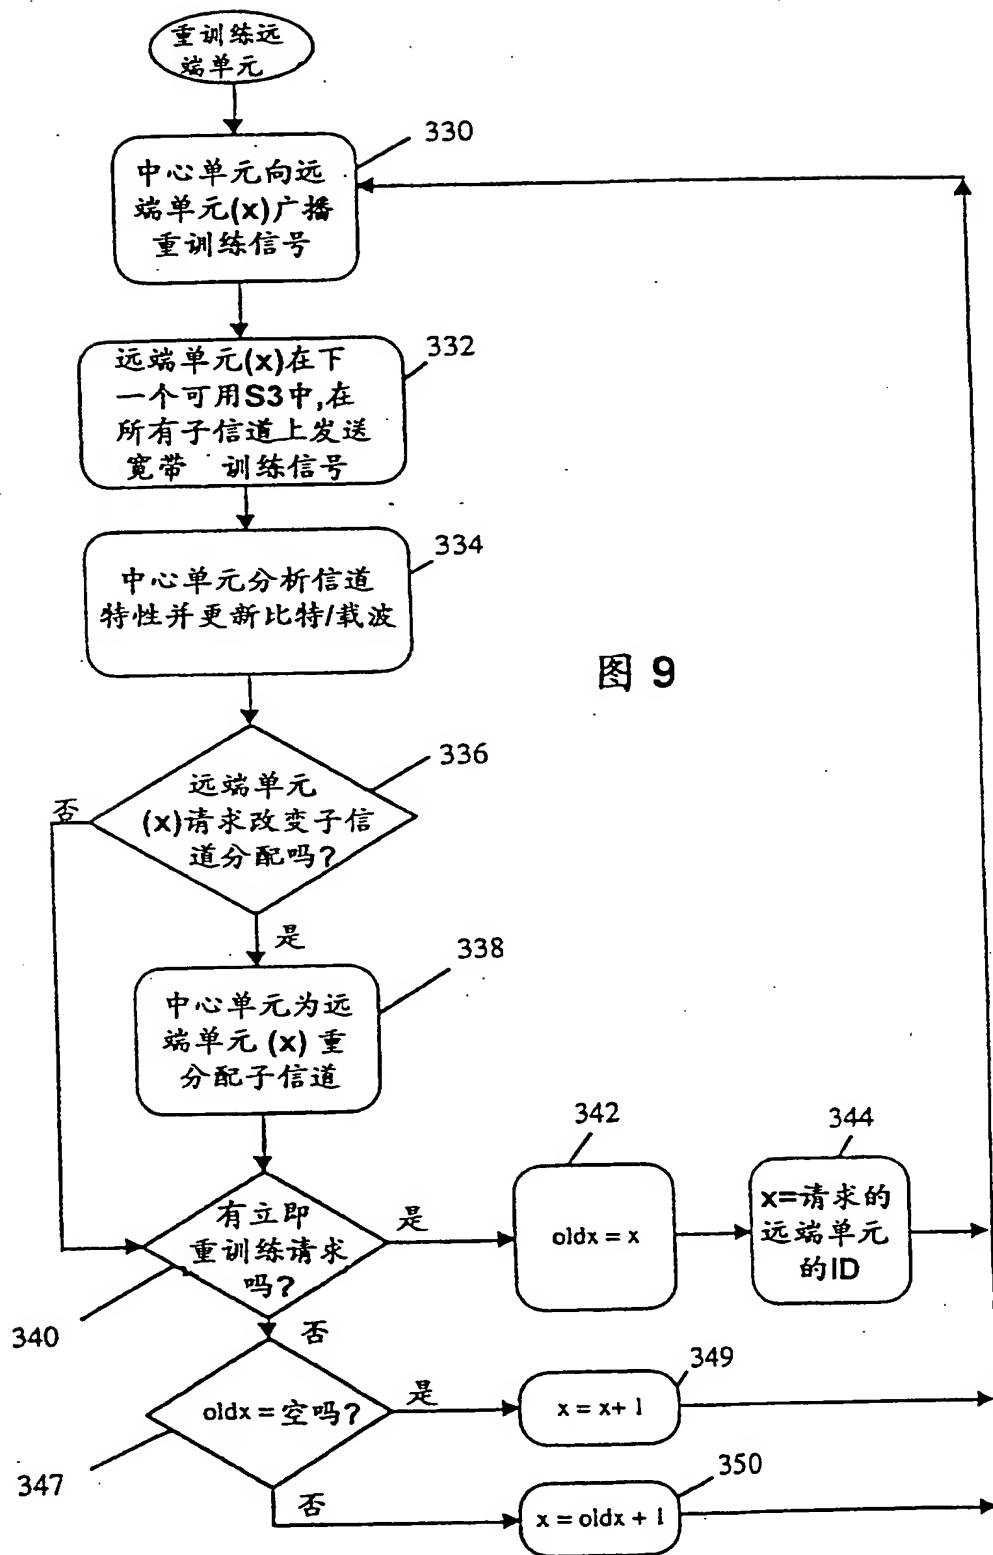 重训练远
端单元
330
中心单元向远
端单元(x)广播
重训练信号
332
远端单元(x)在下
一个可用S3中,在
所有子信道上发送
宽带 训练信号
334
中心单元分析信道
特性并更新比特/载波
图 9
336
远端单元
(x)请求改变子信
道分配吗?
否
是
338
中心单元为远
端单元 (x) 重
分配子信道
342
344
有立即
重训练请求
吗?
是
oldx = x
x=请求的
远端单元
的ID
340
否
349
oldx = 空吗?
是
x = x+ 1
347
350
否
x = oldx + 1